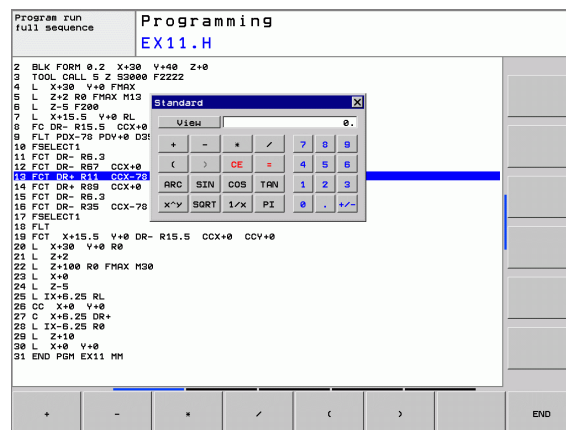 Program run
full sequence
Programming
EX11.H
2 BLK FORM 0.2 X+30 Y+40 Z+0
3 TOOL CALL 5 Z S3000 F2222
4 L X+30 Y+0 FMAX
5 L Z+2 R0 FMAX M13
6 L Z-5 F200
7 L X+15.5 Y+0 RL
8 FC DR- R15.5 CCX+0
9 FLT PDX-78 PDY+0 D35
10 FSELECT1
11 FCT DR- R6.3
12 FCT DR- R67 CCX+0
13 FCT DR+ R11 CCX-78
14 FCT DR+ R89 CCX+0
15 FCT DR- R6.3
16 FCT DR- R35 CCX-78
17 FSELECT1
18 FLT
19 FCT X+15.5 Y+0 DR- R15.5 CCX+0 CCY+0
20 L X+30 Y+0 R0
21 L Z+2
22 L Z+100 R0 FMAX M30
23 L X+0
24 L Z-5
25 L IX+6.25 RL
26 CC X+0 Y+0
27 C X+6.25 DR+
28 L IX-6.25 R0
29 L Z+10
30 L X+0 Y+0
31 END PGM EX11 MM
Standard X
View 0.
+ - * / 7 8 9
( ) CE = 4 5 6
ARC SIN COS TAN 1 2 3
x^y SQRT 1/x PI 0 . +/-
+ - * / ( ) END